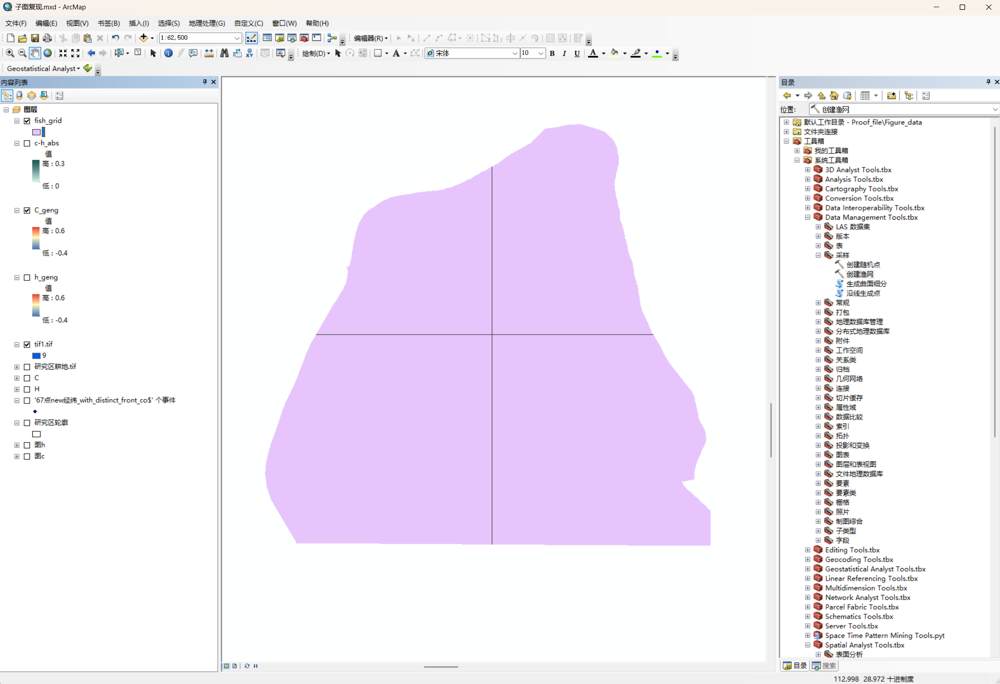 子图复现.mxd - ArcMap
文件(F) 编辑(E) 视图(V) 书签(B) 插入(I) 选择(S) 地理处理(G) 自定义(C) 窗口(W) 帮助(H)
1:62,500 编辑器(R)
绘制(D) A 宋体 10 B I U A
Geostatistical Analyst
内容列表
图层
fish_grid
c-h_abs
值
高 : 0.3
低 : 0
C_geng
值
高 : 0.6
低 : -0.4
h_geng
值
高 : 0.6
低 : -0.4
tif1.tif
9
研究区耕地.tif
C
H
'67点new经纬_with_distinct_front_co$' 个事件
研究区轮廓
图h
图c
目录
位置: 创建渔网
默认工作目录 - Proof_file\Figure_data
文件夹连接
工具箱
我的工具箱
系统工具箱
3D Analyst Tools.tbx
Analysis Tools.tbx
Cartography Tools.tbx
Conversion Tools.tbx
Data Interoperability Tools.tbx
Data Management Tools.tbx
LAS 数据集
版本
表
采样
创建随机点
创建渔网
生成曲面细分
沿线生成点
常规
打包
地理数据库管理
分布式地理数据库
附件
工作空间
关系类
归档
几何网络
连接
切片缓存
属性域
数据比较
索引
拓扑
投影和变换
图表
图层和表视图
文件地理数据库
要素
要素类
栅格
照片
制图综合
子类型
字段
Editing Tools.tbx
Geocoding Tools.tbx
Geostatistical Analyst Tools.tbx
Linear Referencing Tools.tbx
Multidimension Tools.tbx
Network Analyst Tools.tbx
Parcel Fabric Tools.tbx
Schematics Tools.tbx
Server Tools.tbx
Space Time Pattern Mining Tools.pyt
Spatial Analyst Tools.tbx
表面分析
目录 搜索
112.998 28.972 十进制度